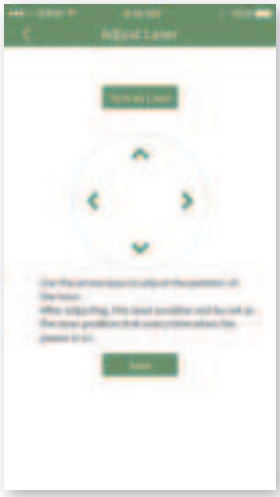 Adjust Laser
Turn on Laser
Use the arrow keys to adjust the position of
the laser.
After adjusting, the laser position will be set as
the laser position that every time when the
power is on.
Save